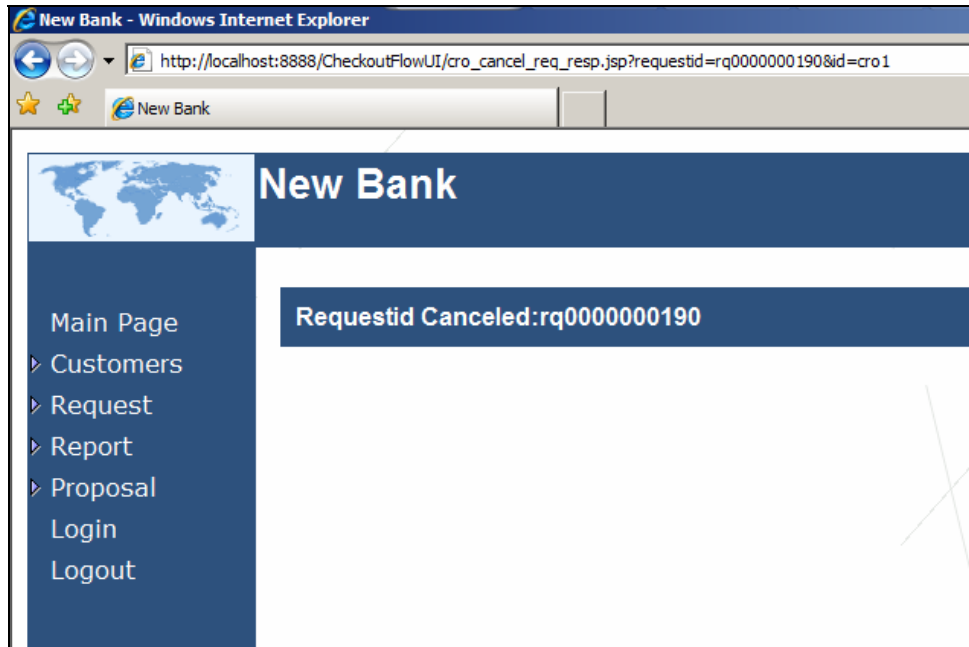 New Bank - Windows Internet Explorer
http://localhost:8888/CheckoutFlowUI/cro_cancel_req_resp.jsp?requestid=rq0000000190&id=cro1
New Bank
New Bank
Main Page
Customers
Request
Report
Proposal
Login
Logout
Requestid Canceled:rq0000000190